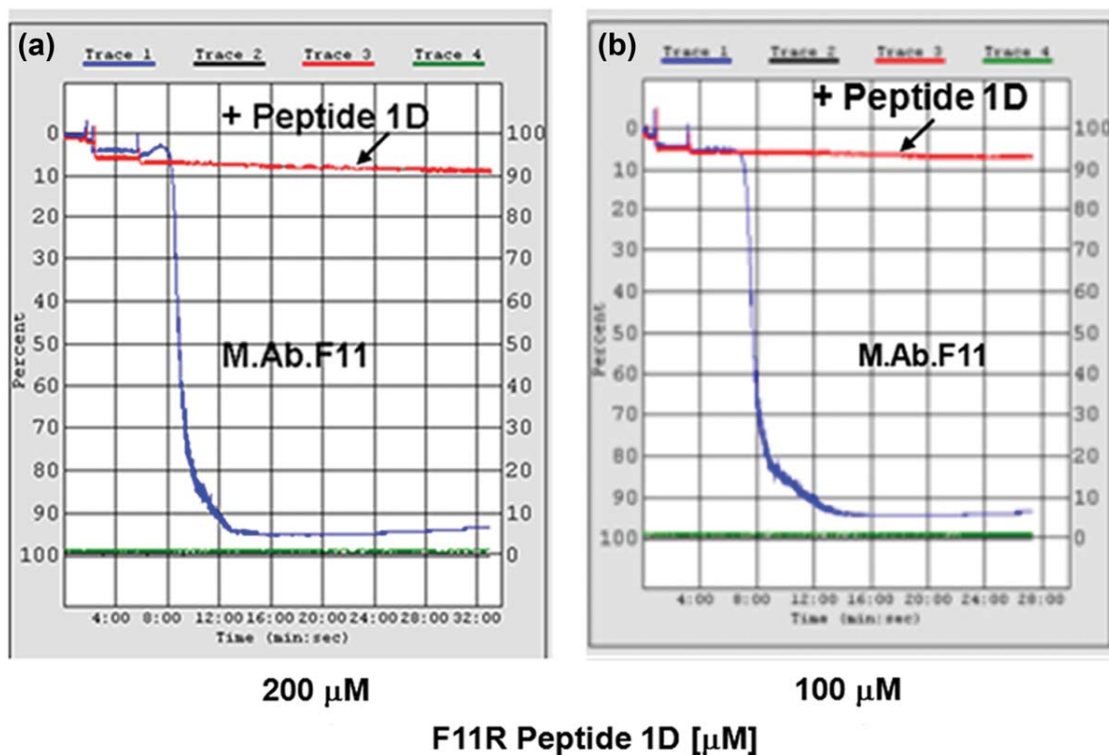 (a)
Trace 1 Trace 2 Trace 3 Trace 4
+ Peptide 1D
0 100
10 90
20 80
30 70
40 60
50 50
60 40
70 30
80 20
90 10
100 0
Percent
M.Ab.F11
4:00 8:00 12:00 16:00 20:00 24:00 28:00 32:00
Time (min:sec)
200 μM
(b)
Trace 1 Trace 2 Trace 3 Trace 4
+ Peptide 1D
0 100
10 90
20 80
30 70
40 60
50 50
60 40
70 30
80 20
90 10
100 0
Percent
M.Ab.F11
4:00 8:00 12:00 16:00 20:00 24:00 28:00
Time (min:sec)
100 μM
F11R Peptide 1D [μM]